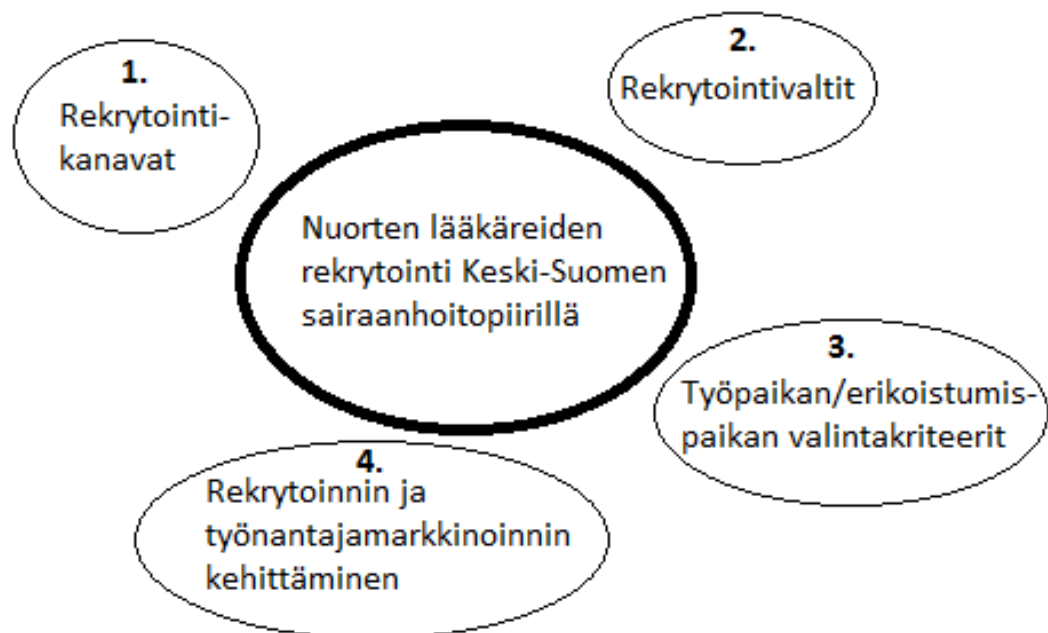 1.
Rekrytointi-
kanavat
2.
Rekrytointivaltit
Nuorten lääkäreiden
rekrytointi Keski-Suomen
sairaanhoitopiirillä
3.
Työpaikan/erikoistumis-
paikan valintakriteerit
4.
Rekrytoinnin ja
työnantajamarkkinoinnin
kehittäminen